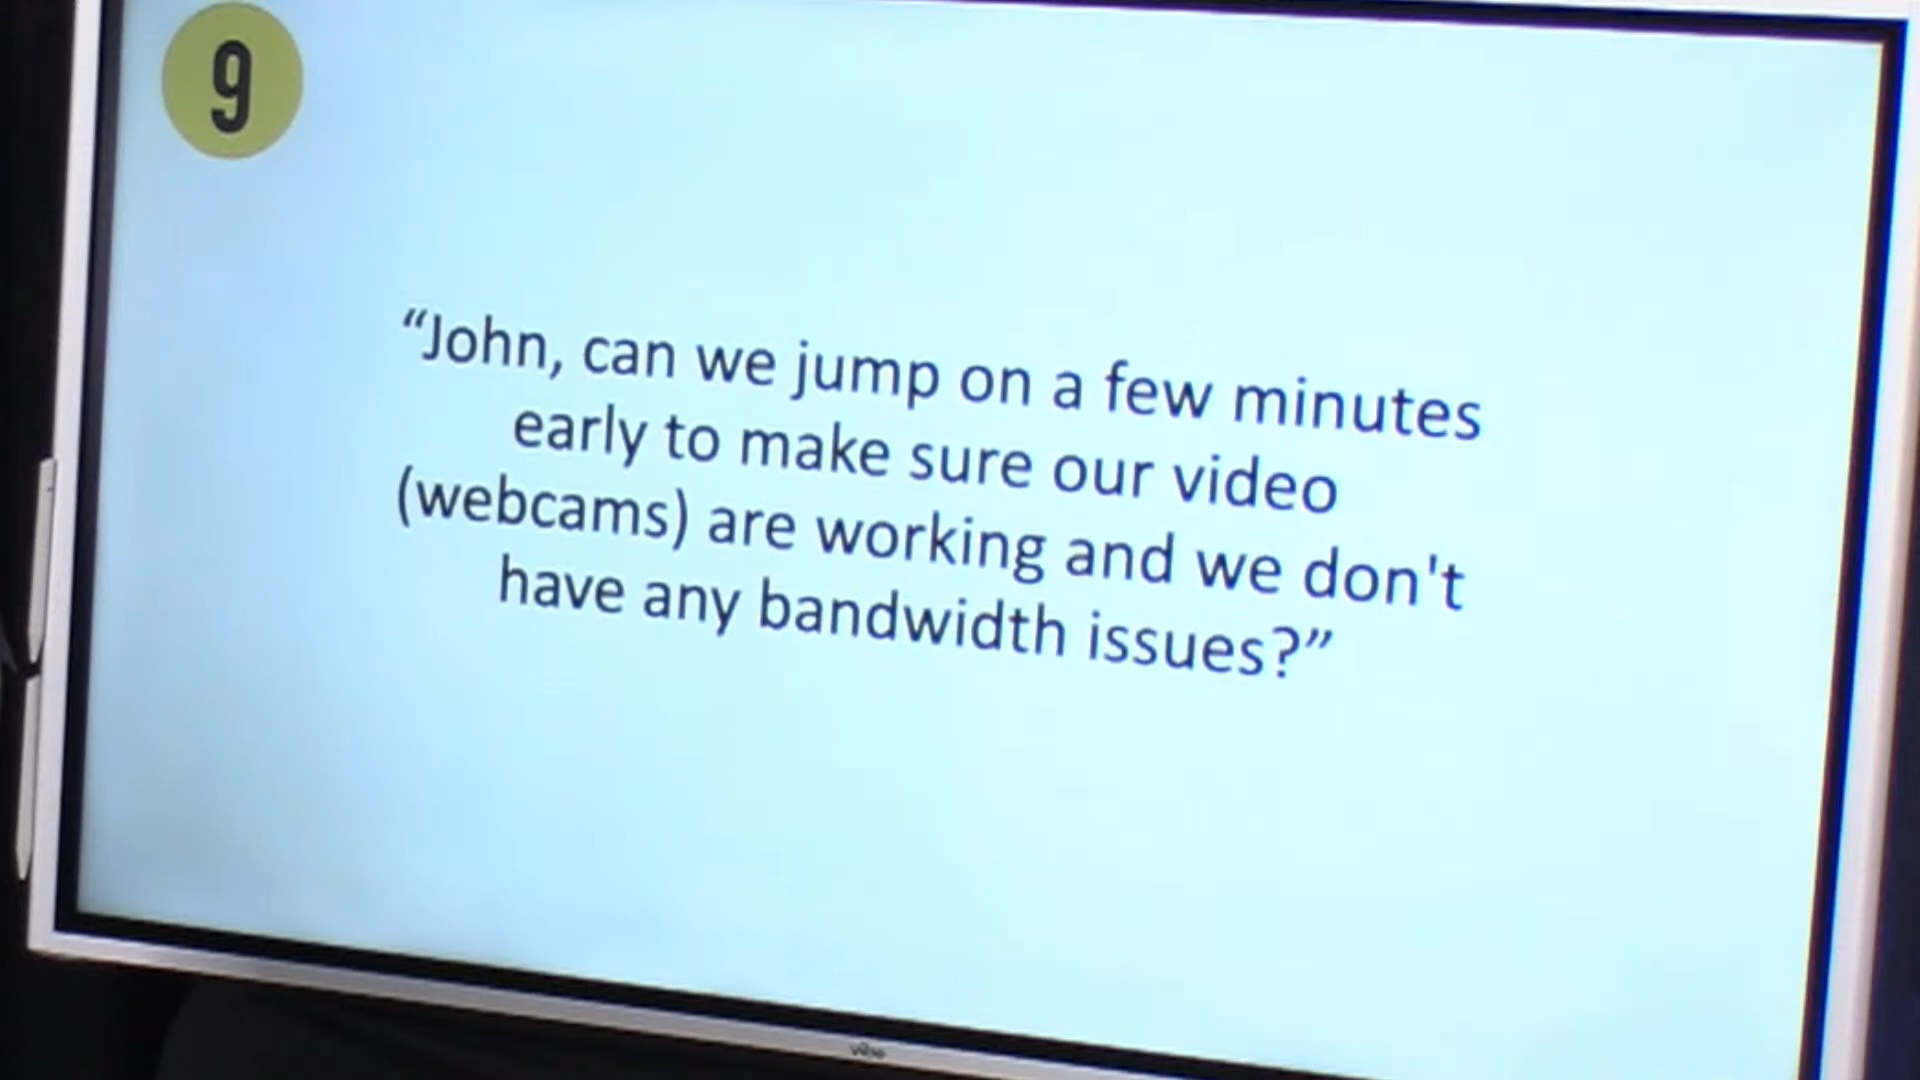 9
“John, can we jump on a few minutes
early to make sure our video
(webcams) are working and we don't
have any bandwidth issues?”
vibe